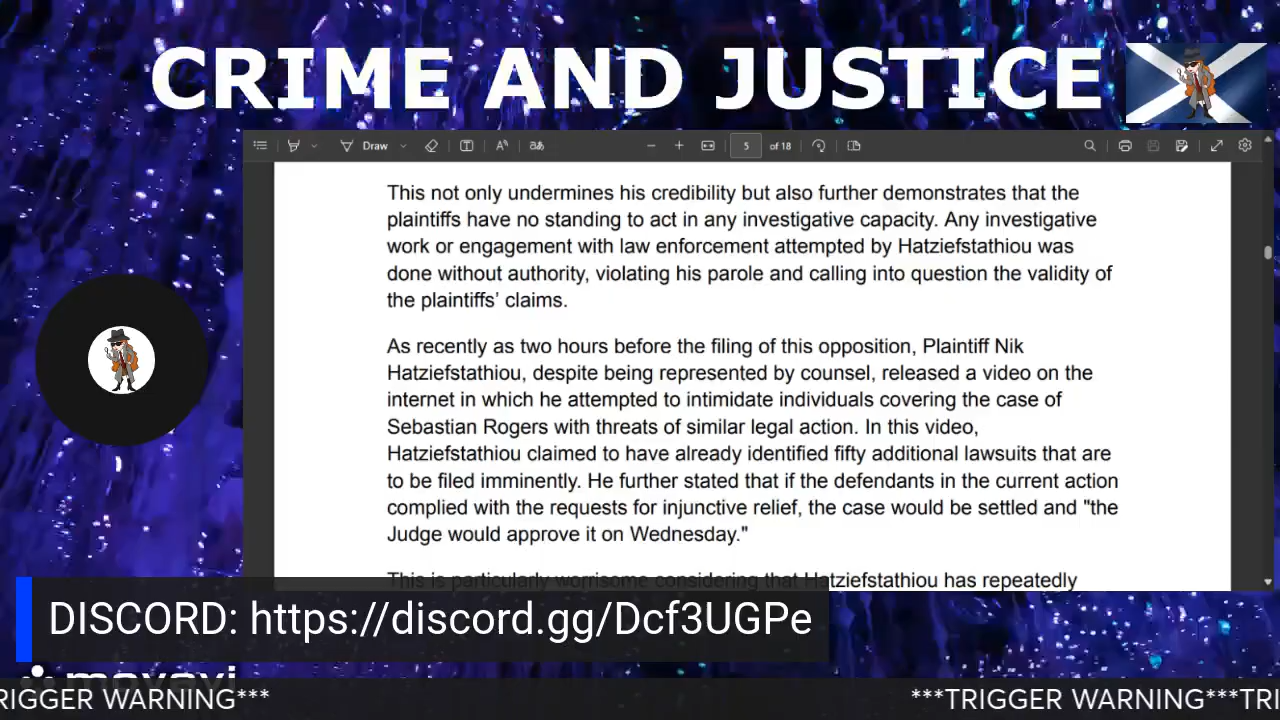 CRIME AND JUSTICE
Draw
5 of 18
This not only undermines his credibility but also further demonstrates that the
plaintiffs have no standing to act in any investigative capacity. Any investigative
work or engagement with law enforcement attempted by Hatziefstathiou was
done without authority, violating his parole and calling into question the validity of
the plaintiffs’ claims.
As recently as two hours before the filing of this opposition, Plaintiff Nik
Hatziefstathiou, despite being represented by counsel, released a video on the
internet in which he attempted to intimidate individuals covering the case of
Sebastian Rogers with threats of similar legal action. In this video,
Hatziefstathiou claimed to have already identified fifty additional lawsuits that are
to be filed imminently. He further stated that if the defendants in the current action
complied with the requests for injunctive relief, the case would be settled and "the
Judge would approve it on Wednesday."
This is particularly worrisome considering that Hatziefstathiou has repeatedly
DISCORD: https://discord.gg/Dcf3UGPe
movavi
RIGGER WARNING*** ***TRIGGER WARNING***TRI